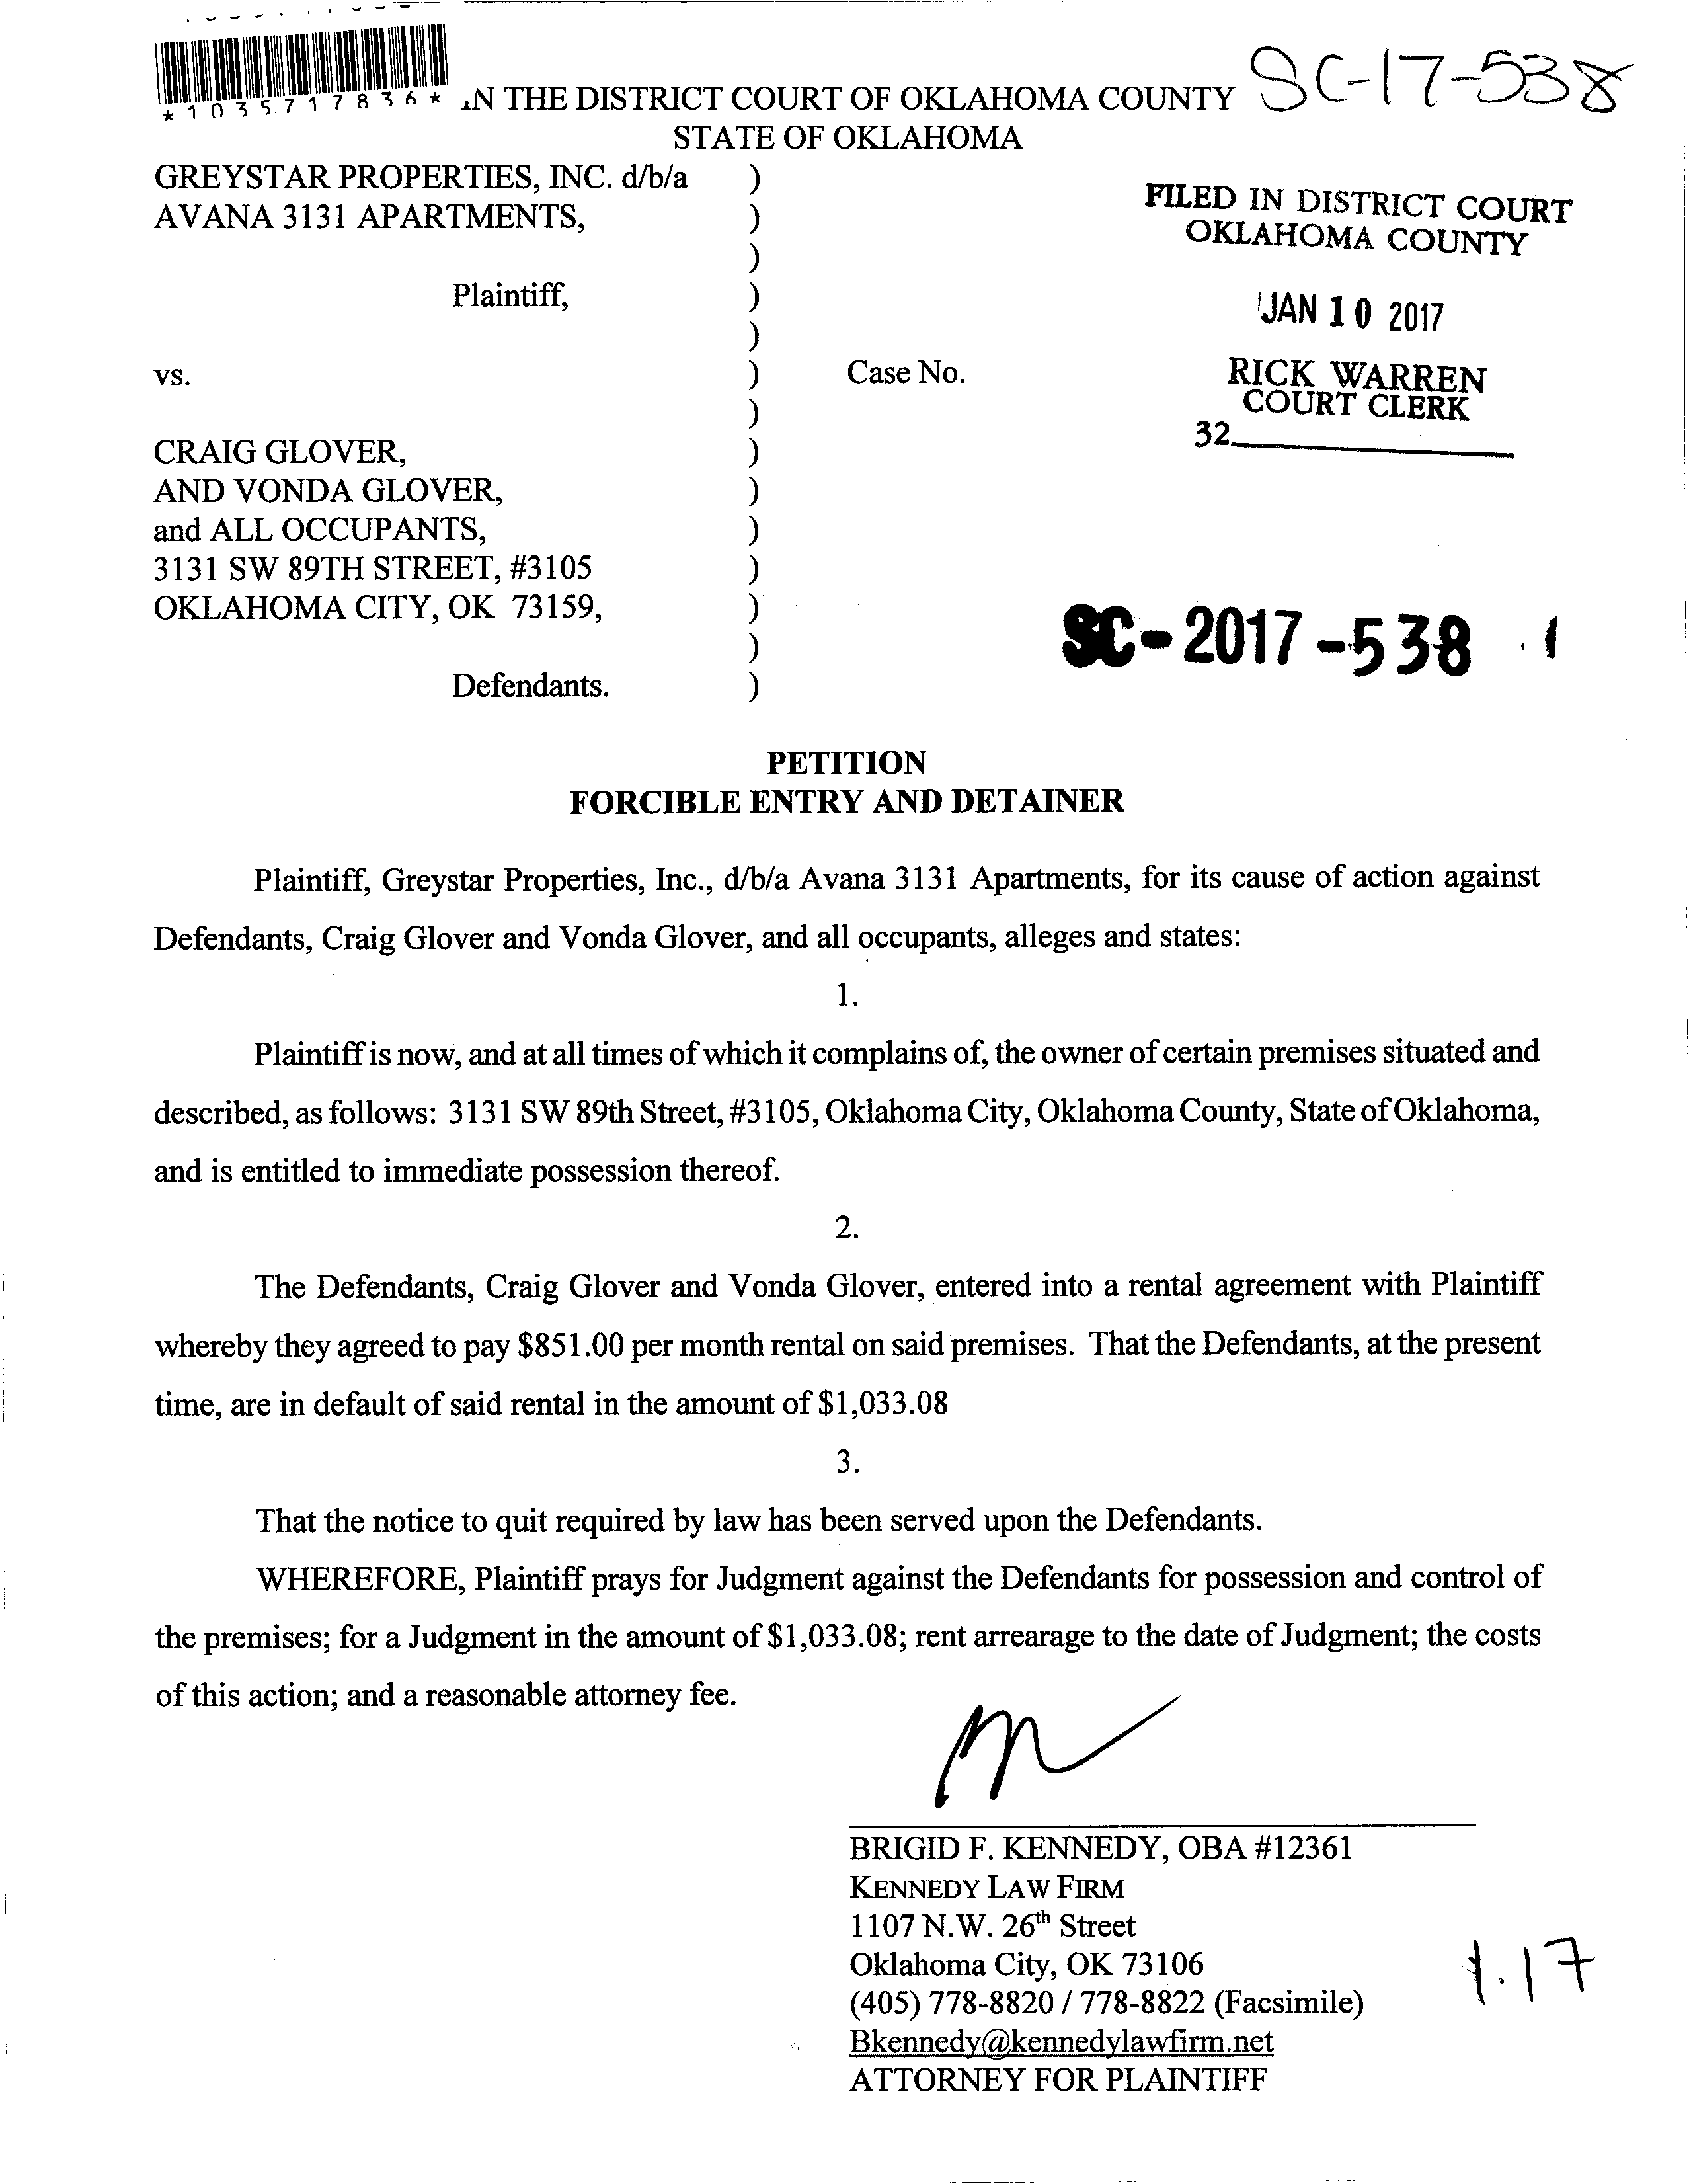 *1035717836*
IN THE DISTRICT COURT OF OKLAHOMA COUNTY
SC-17-538
STATE OF OKLAHOMA
GREYSTAR PROPERTIES, INC. d/b/a )
AVANA 3131 APARTMENTS, )
)
Plaintiff, )
)
vs. ) Case No.
)
CRAIG GLOVER, )
AND VONDA GLOVER, )
and ALL OCCUPANTS, )
3131 SW 89TH STREET, #3105 )
OKLAHOMA CITY, OK 73159, )
)
Defendants. )
FILED IN DISTRICT COURT
OKLAHOMA COUNTY
JAN 10 2017
RICK WARREN
COURT CLERK
32
SC-2017-538
PETITION
FORCIBLE ENTRY AND DETAINER
Plaintiff, Greystar Properties, Inc., d/b/a Avana 3131 Apartments, for its cause of action against
Defendants, Craig Glover and Vonda Glover, and all occupants, alleges and states:
1.
Plaintiff is now, and at all times of which it complains of, the owner of certain premises situated and
described, as follows: 3131 SW 89th Street, #3105, Oklahoma City, Oklahoma County, State of Oklahoma,
and is entitled to immediate possession thereof.
2.
The Defendants, Craig Glover and Vonda Glover, entered into a rental agreement with Plaintiff
whereby they agreed to pay $851.00 per month rental on said premises. That the Defendants, at the present
time, are in default of said rental in the amount of $1,033.08
3.
That the notice to quit required by law has been served upon the Defendants.
WHEREFORE, Plaintiff prays for Judgment against the Defendants for possession and control of
the premises; for a Judgment in the amount of $1,033.08; rent arrearage to the date of Judgment; the costs
of this action; and a reasonable attorney fee.
BRIGID F. KENNEDY, OBA #12361
KENNEDY LAW FIRM
1107 N.W. 26th Street
Oklahoma City, OK 73106
(405) 778-8820 / 778-8822 (Facsimile)
Bkennedy@kennedylawfirm.net
ATTORNEY FOR PLAINTIFF
1.17